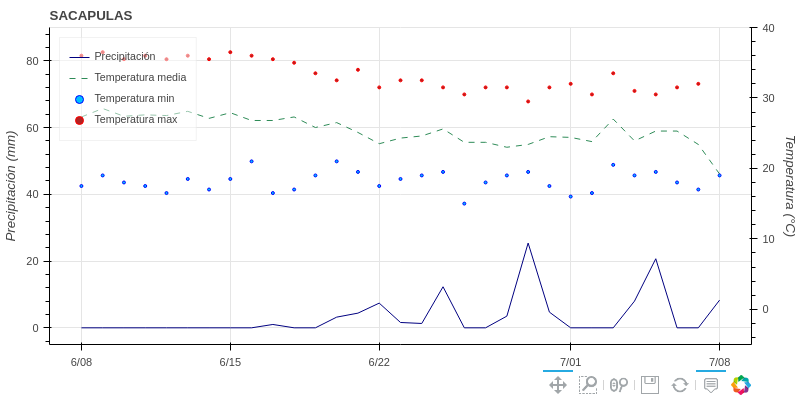 SACAPULAS
Precipitación
Temperatura media
Temperatura min
Temperatura max
Precipitación (mm)
80
60
40
20
0
Temperatura (°C)
40
30
20
10
0
6/08
6/15
6/22
7/01
7/08